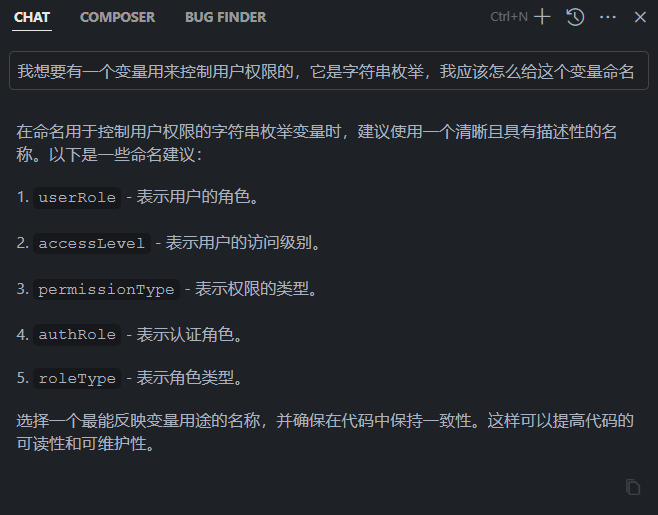 CHAT COMPOSER BUG FINDER Ctrl+N
我想要有一个变量用来控制用户权限的，它是字符串枚举，我应该怎么给这个变量命名
在命名用于控制用户权限的字符串枚举变量时，建议使用一个清晰且具有描述性的名
称。以下是一些命名建议：
1. userRole - 表示用户的角色。
2. accessLevel - 表示用户的访问级别。
3. permissionType - 表示权限的类型。
4. authRole - 表示认证角色。
5. roleType - 表示角色类型。
选择一个最能反映变量用途的名称，并确保在代码中保持一致性。这样可以提高代码的
可读性和可维护性。